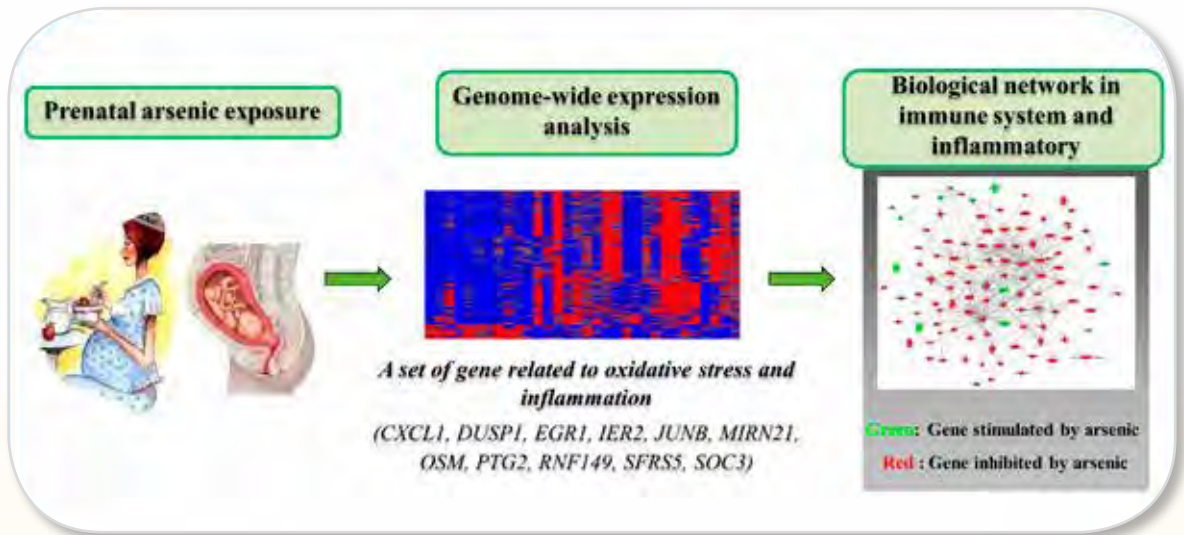 Prenatal arsenic exposure
Genome-wide expression
analysis
Biological network in
immune system and
inflammatory
A set of gene related to oxidative stress and
inflammation
(CXCL1, DUSP1, EGR1, IER2, JUNB, MIRN21,
OSM, PTG2, RNF149, SFRS5, SOC3)
Green: Gene stimulated by arsenic
Red : Gene inhibited by arsenic